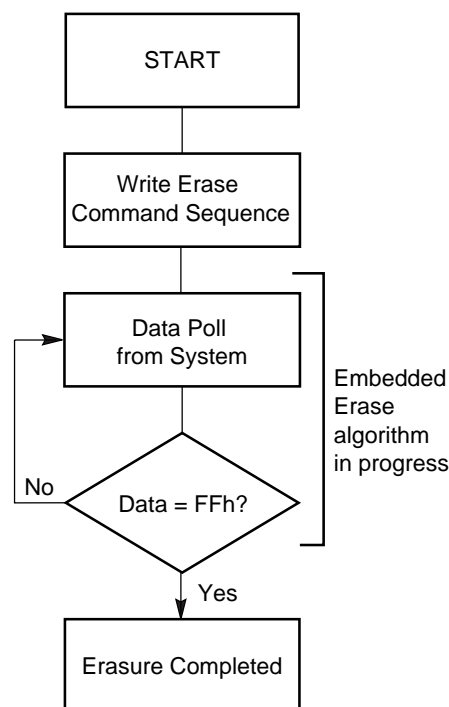 START
Write Erase
Command Sequence
Data Poll
from System
Embedded
Erase
algorithm
in progress
No
Data = FFh?
Yes
Erasure Completed